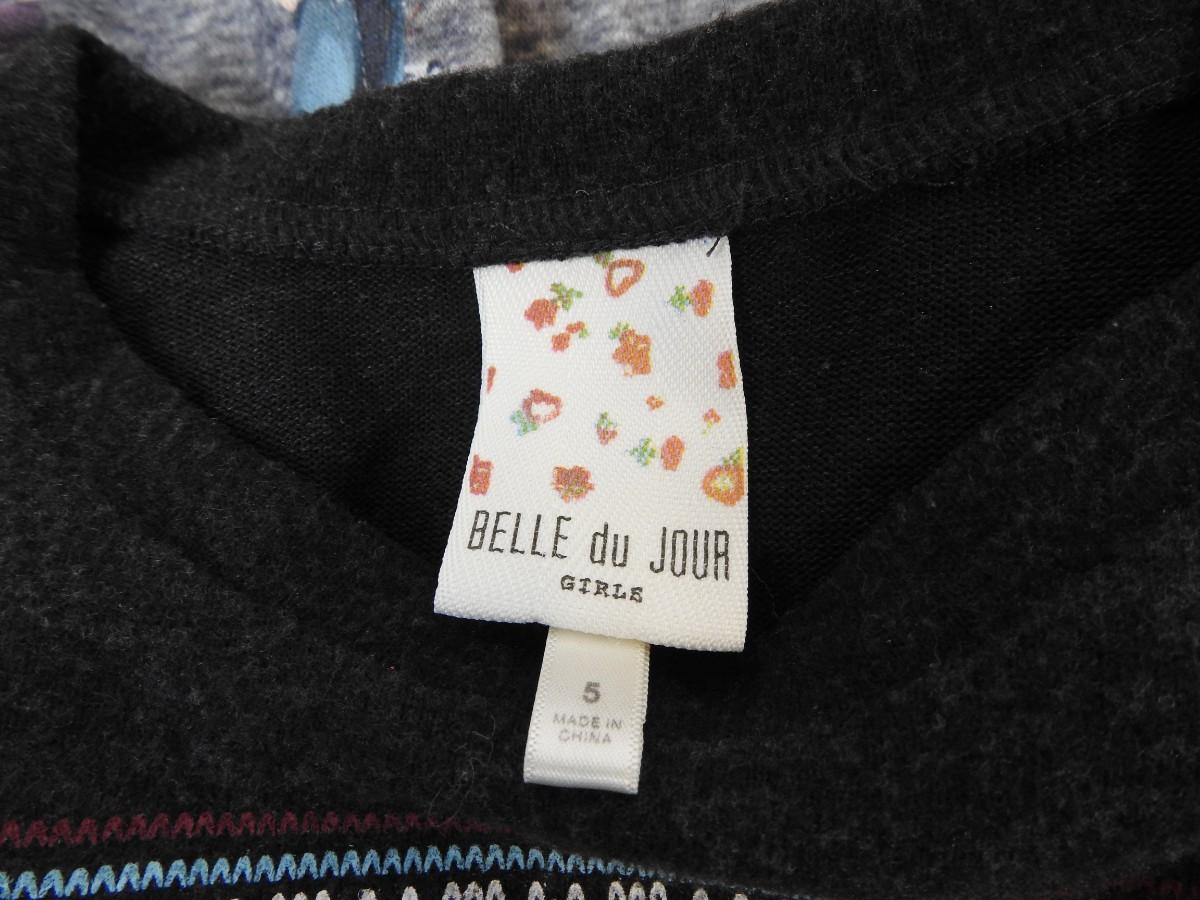 BELLE du JOUR
GIRLS
5
MADE IN
CHINA